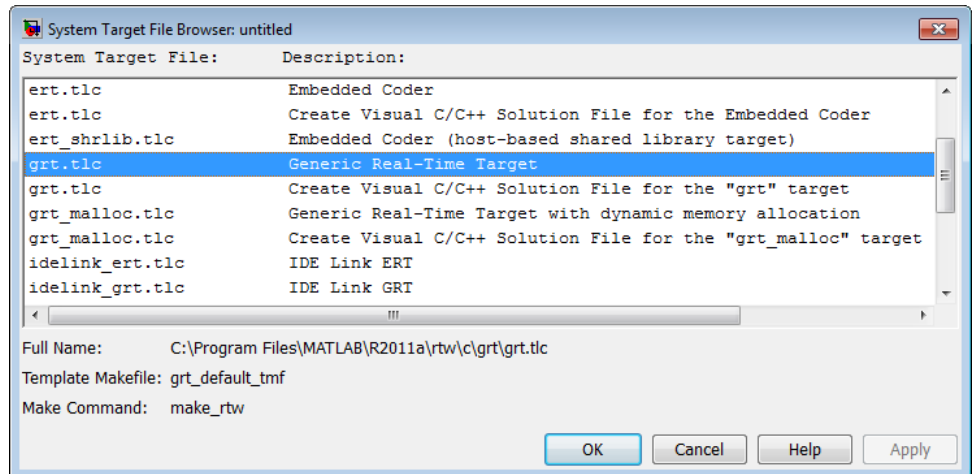 System Target File Browser: untitled
System Target File: Description:
ert.tlc Embedded Coder
ert.tlc Create Visual C/C++ Solution File for the Embedded Coder
ert_shrlib.tlc Embedded Coder (host-based shared library target)
grt.tlc Generic Real-Time Target
grt.tlc Create Visual C/C++ Solution File for the "grt" target
grt_malloc.tlc Generic Real-Time Target with dynamic memory allocation
grt_malloc.tlc Create Visual C/C++ Solution File for the "grt_malloc" target
idelink_ert.tlc IDE Link ERT
idelink_grt.tlc IDE Link GRT
Full Name: C:\Program Files\MATLAB\R2011a\rtw\c\grt\grt.tlc
Template Makefile: grt_default_tmf
Make Command: make_rtw
OK Cancel Help Apply